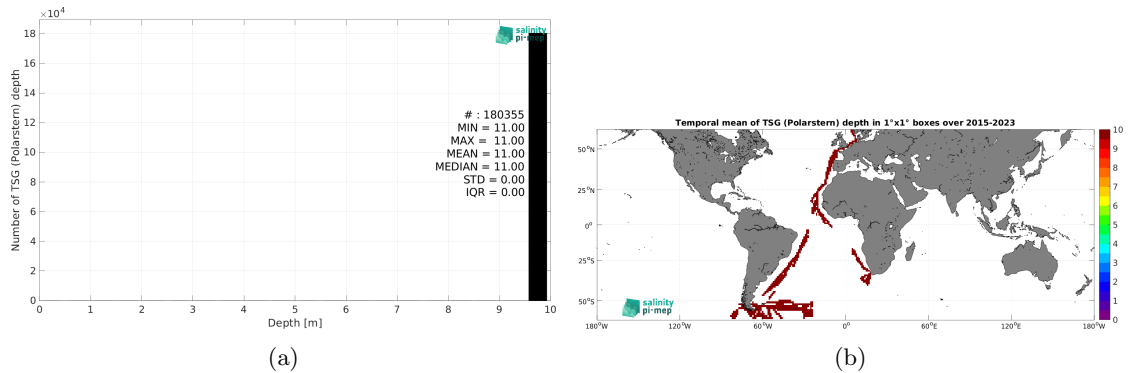 ×10⁴
18
16
14
12
10
8
6
4
2
0
Number of TSG (Polarstern) depth
salinity
pi-mep
# : 180355
MIN = 11.00
MAX = 11.00
MEAN = 11.00
MEDIAN = 11.00
STD = 0.00
IQR = 0.00
0 1 2 3 4 5 6 7 8 9 10
Depth [m]
(a)
Temporal mean of TSG (Polarstern) depth in 1°x1° boxes over 2015-2023
50°N
25°N
0°
25°S
50°S
salinity
pi-mep
180°W 120°W 60°W 0° 60°E 120°E 180°W
10
9
8
7
6
5
4
3
2
1
0
(b)